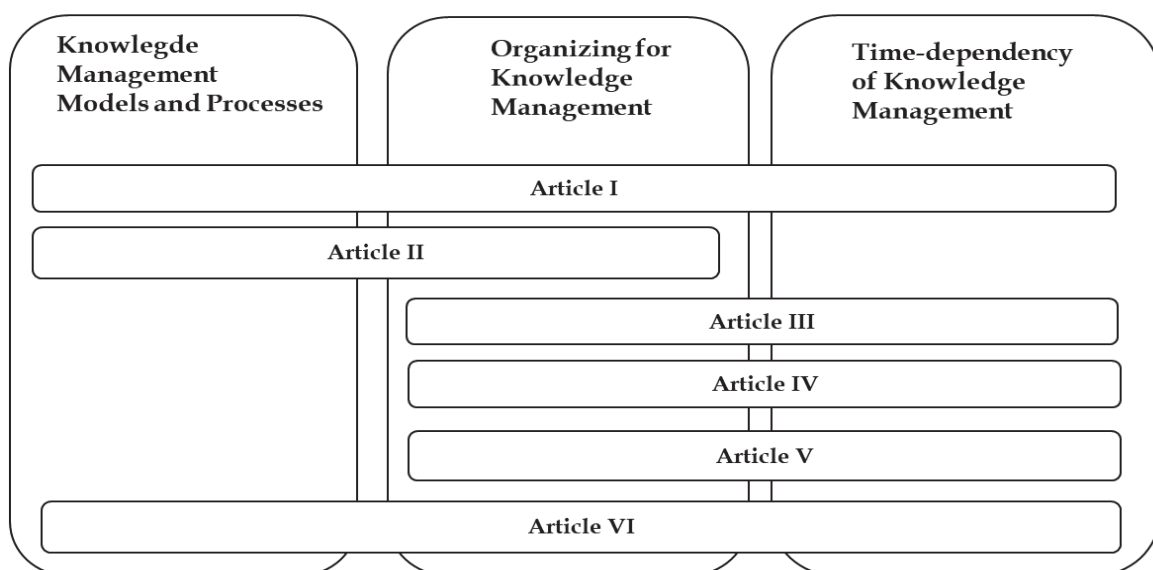 Knowlegde
Management
Models and Processes
Organizing for
Knowledge
Management
Time-dependency
of Knowledge
Management
Article I
Article II
Article III
Article IV
Article V
Article VI